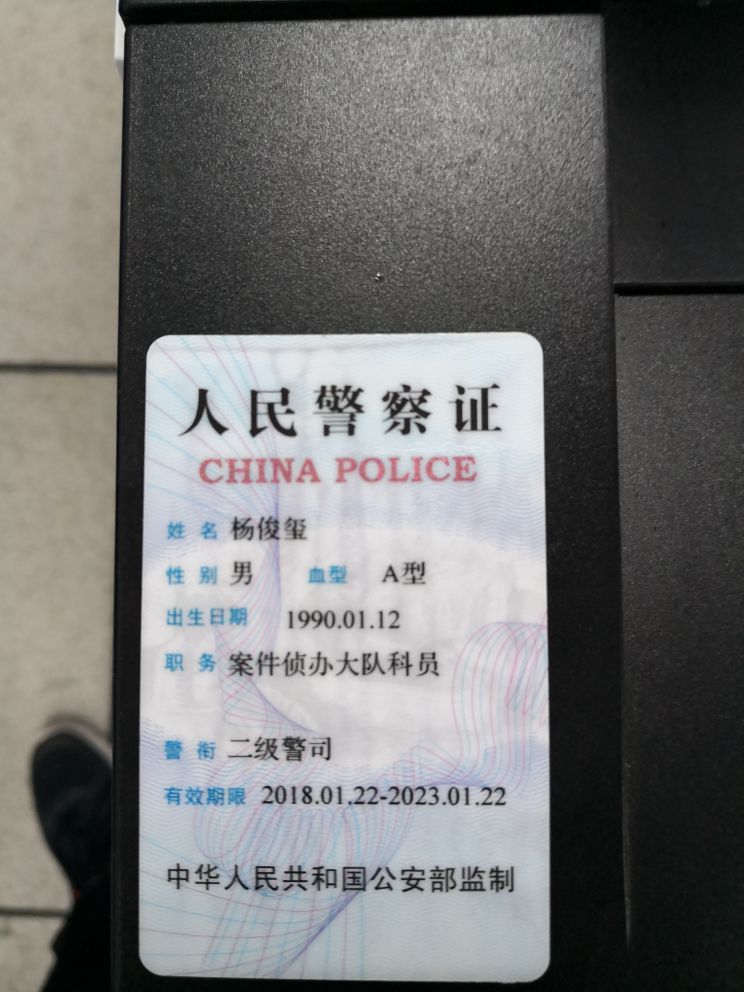 人民警察证
CHINA POLICE
姓名 杨俊玺
性别 男 血型 A型
出生日期 1990.01.12
职务 案件侦办大队科员
警衔 二级警司
有效期限 2018.01.22-2023.01.22
中华人民共和国公安部监制